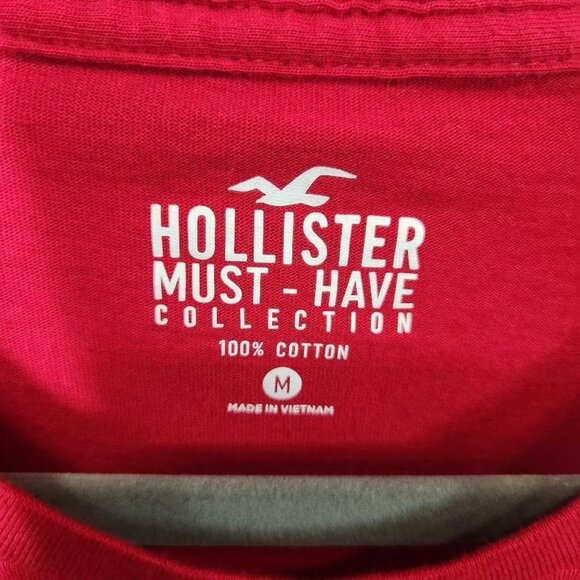 HOLLISTER
MUST - HAVE
COLLECTION
100% COTTON
M
MADE IN VIETNAM